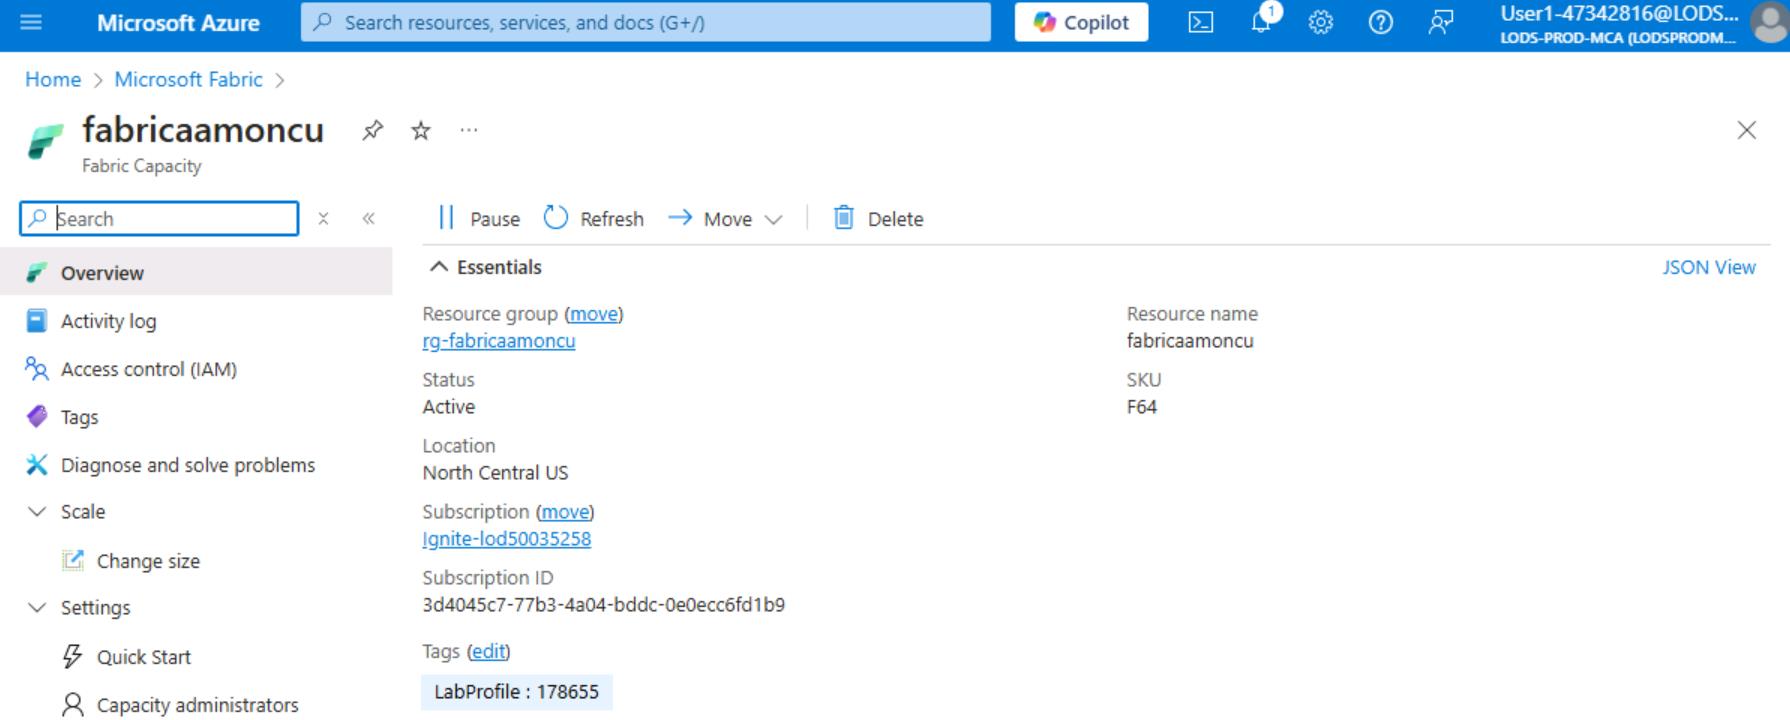 Microsoft Azure
Search resources, services, and docs (G+/)
Copilot
1
User1-47342816@LODS...
LODS-PROD-MCA (LODSPRODM...
Home > Microsoft Fabric >
fabricaamoncu
Fabric Capacity
Search
Pause
Refresh
Move
Delete
Overview
Activity log
Access control (IAM)
Tags
Diagnose and solve problems
Scale
Change size
Settings
Quick Start
Capacity administrators
Essentials
JSON View
Resource group (move)
rg-fabricaamoncu
Status
Active
Location
North Central US
Subscription (move)
Ignite-lod50035258
Subscription ID
3d4045c7-77b3-4a04-bddc-0e0ecc6fd1b9
Tags (edit)
LabProfile : 178655
Resource name
fabricaamoncu
SKU
F64